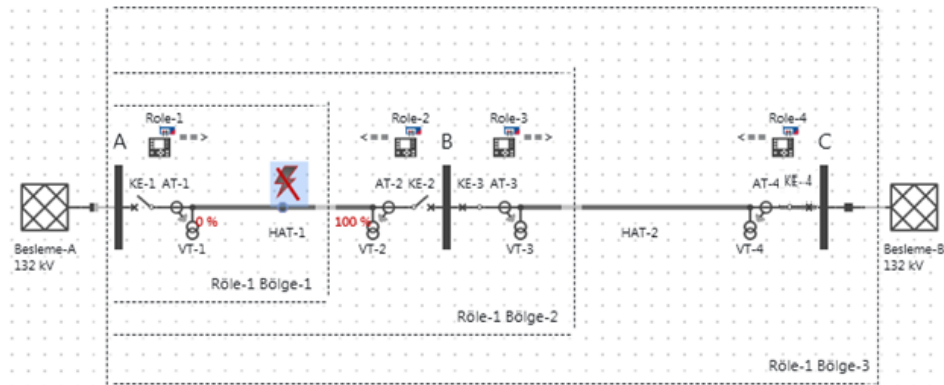 Role-1
Role-2
Role-3
Role-4
A
B
C
KE-1
AT-1
AT-2
KE-2
KE-3
AT-3
AT-4
KE-4
0 %
100 %
VT-1
HAT-1
VT-2
VT-3
HAT-2
VT-4
Besleme-A
132 kV
Besleme-B
132 kV
Röle-1 Bölge-1
Röle-1 Bölge-2
Röle-1 Bölge-3